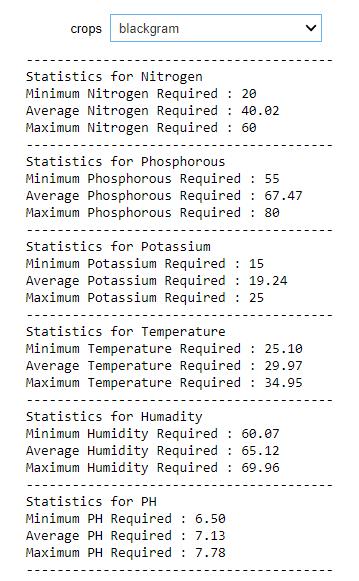 crops blackgram
-----------------------------------------
Statistics for Nitrogen
Minimum Nitrogen Required : 20
Average Nitrogen Required : 40.02
Maximum Nitrogen Required : 60
-----------------------------------------
Statistics for Phosphorous
Minimum Phosphorous Required : 55
Average Phosphorous Required : 67.47
Maximum Phosphorous Required : 80
-----------------------------------------
Statistics for Potassium
Minimum Potassium Required : 15
Average Potassium Required : 19.24
Maximum Potassium Required : 25
-----------------------------------------
Statistics for Temperature
Minimum Temperature Required : 25.10
Average Temperature Required : 29.97
Maximum Temperature Required : 34.95
-----------------------------------------
Statistics for Humadity
Minimum Humidity Required : 60.07
Average Humidity Required : 65.12
Maximum Humidity Required : 69.96
-----------------------------------------
Statistics for PH
Minimum PH Required : 6.50
Average PH Required : 7.13
Maximum PH Required : 7.78
-----------------------------------------